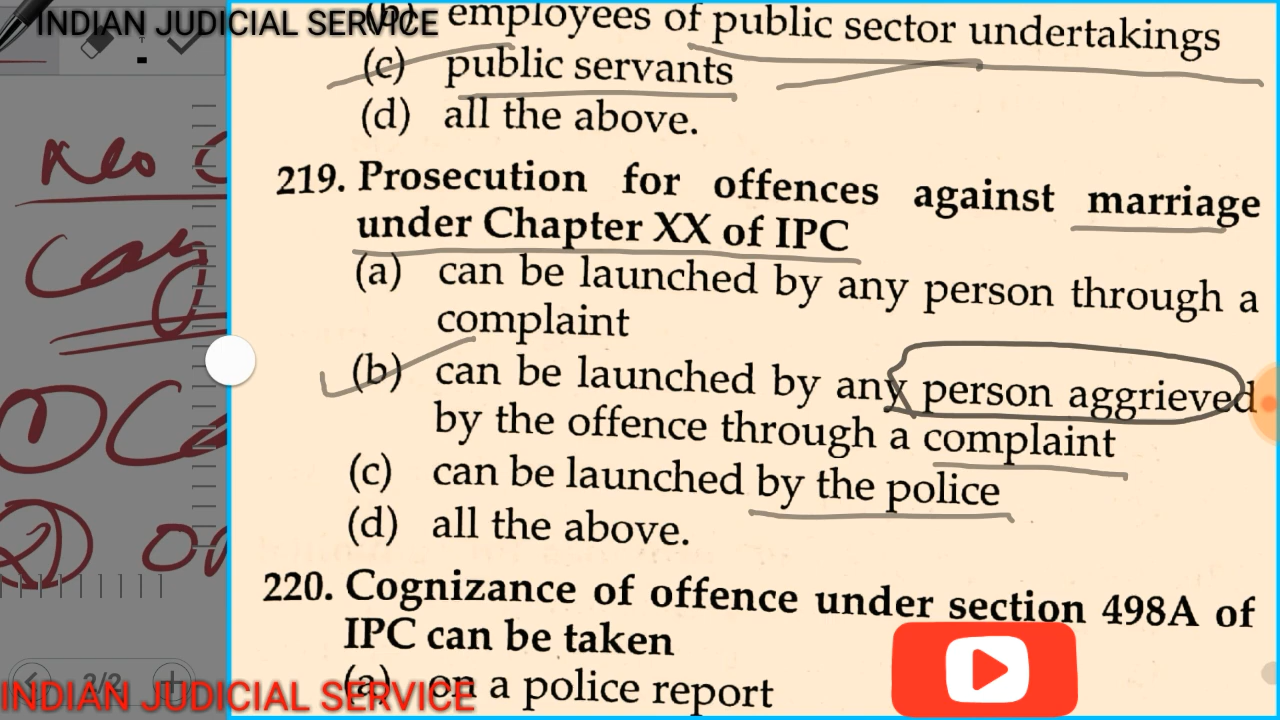 INDIAN JUDICIAL SERVICE
(b) employees of public sector undertakings
(c) public servants
(d) all the above.
219. Prosecution for offences against marriage
under Chapter XX of IPC
(a) can be launched by any person through a
complaint
(b) can be launched by any person aggrieved
by the offence through a complaint
(c) can be launched by the police
(d) all the above.
220. Cognizance of offence under section 498A of
IPC can be taken
(a) on a police report
2/2
INDIAN JUDICIAL SERVICE